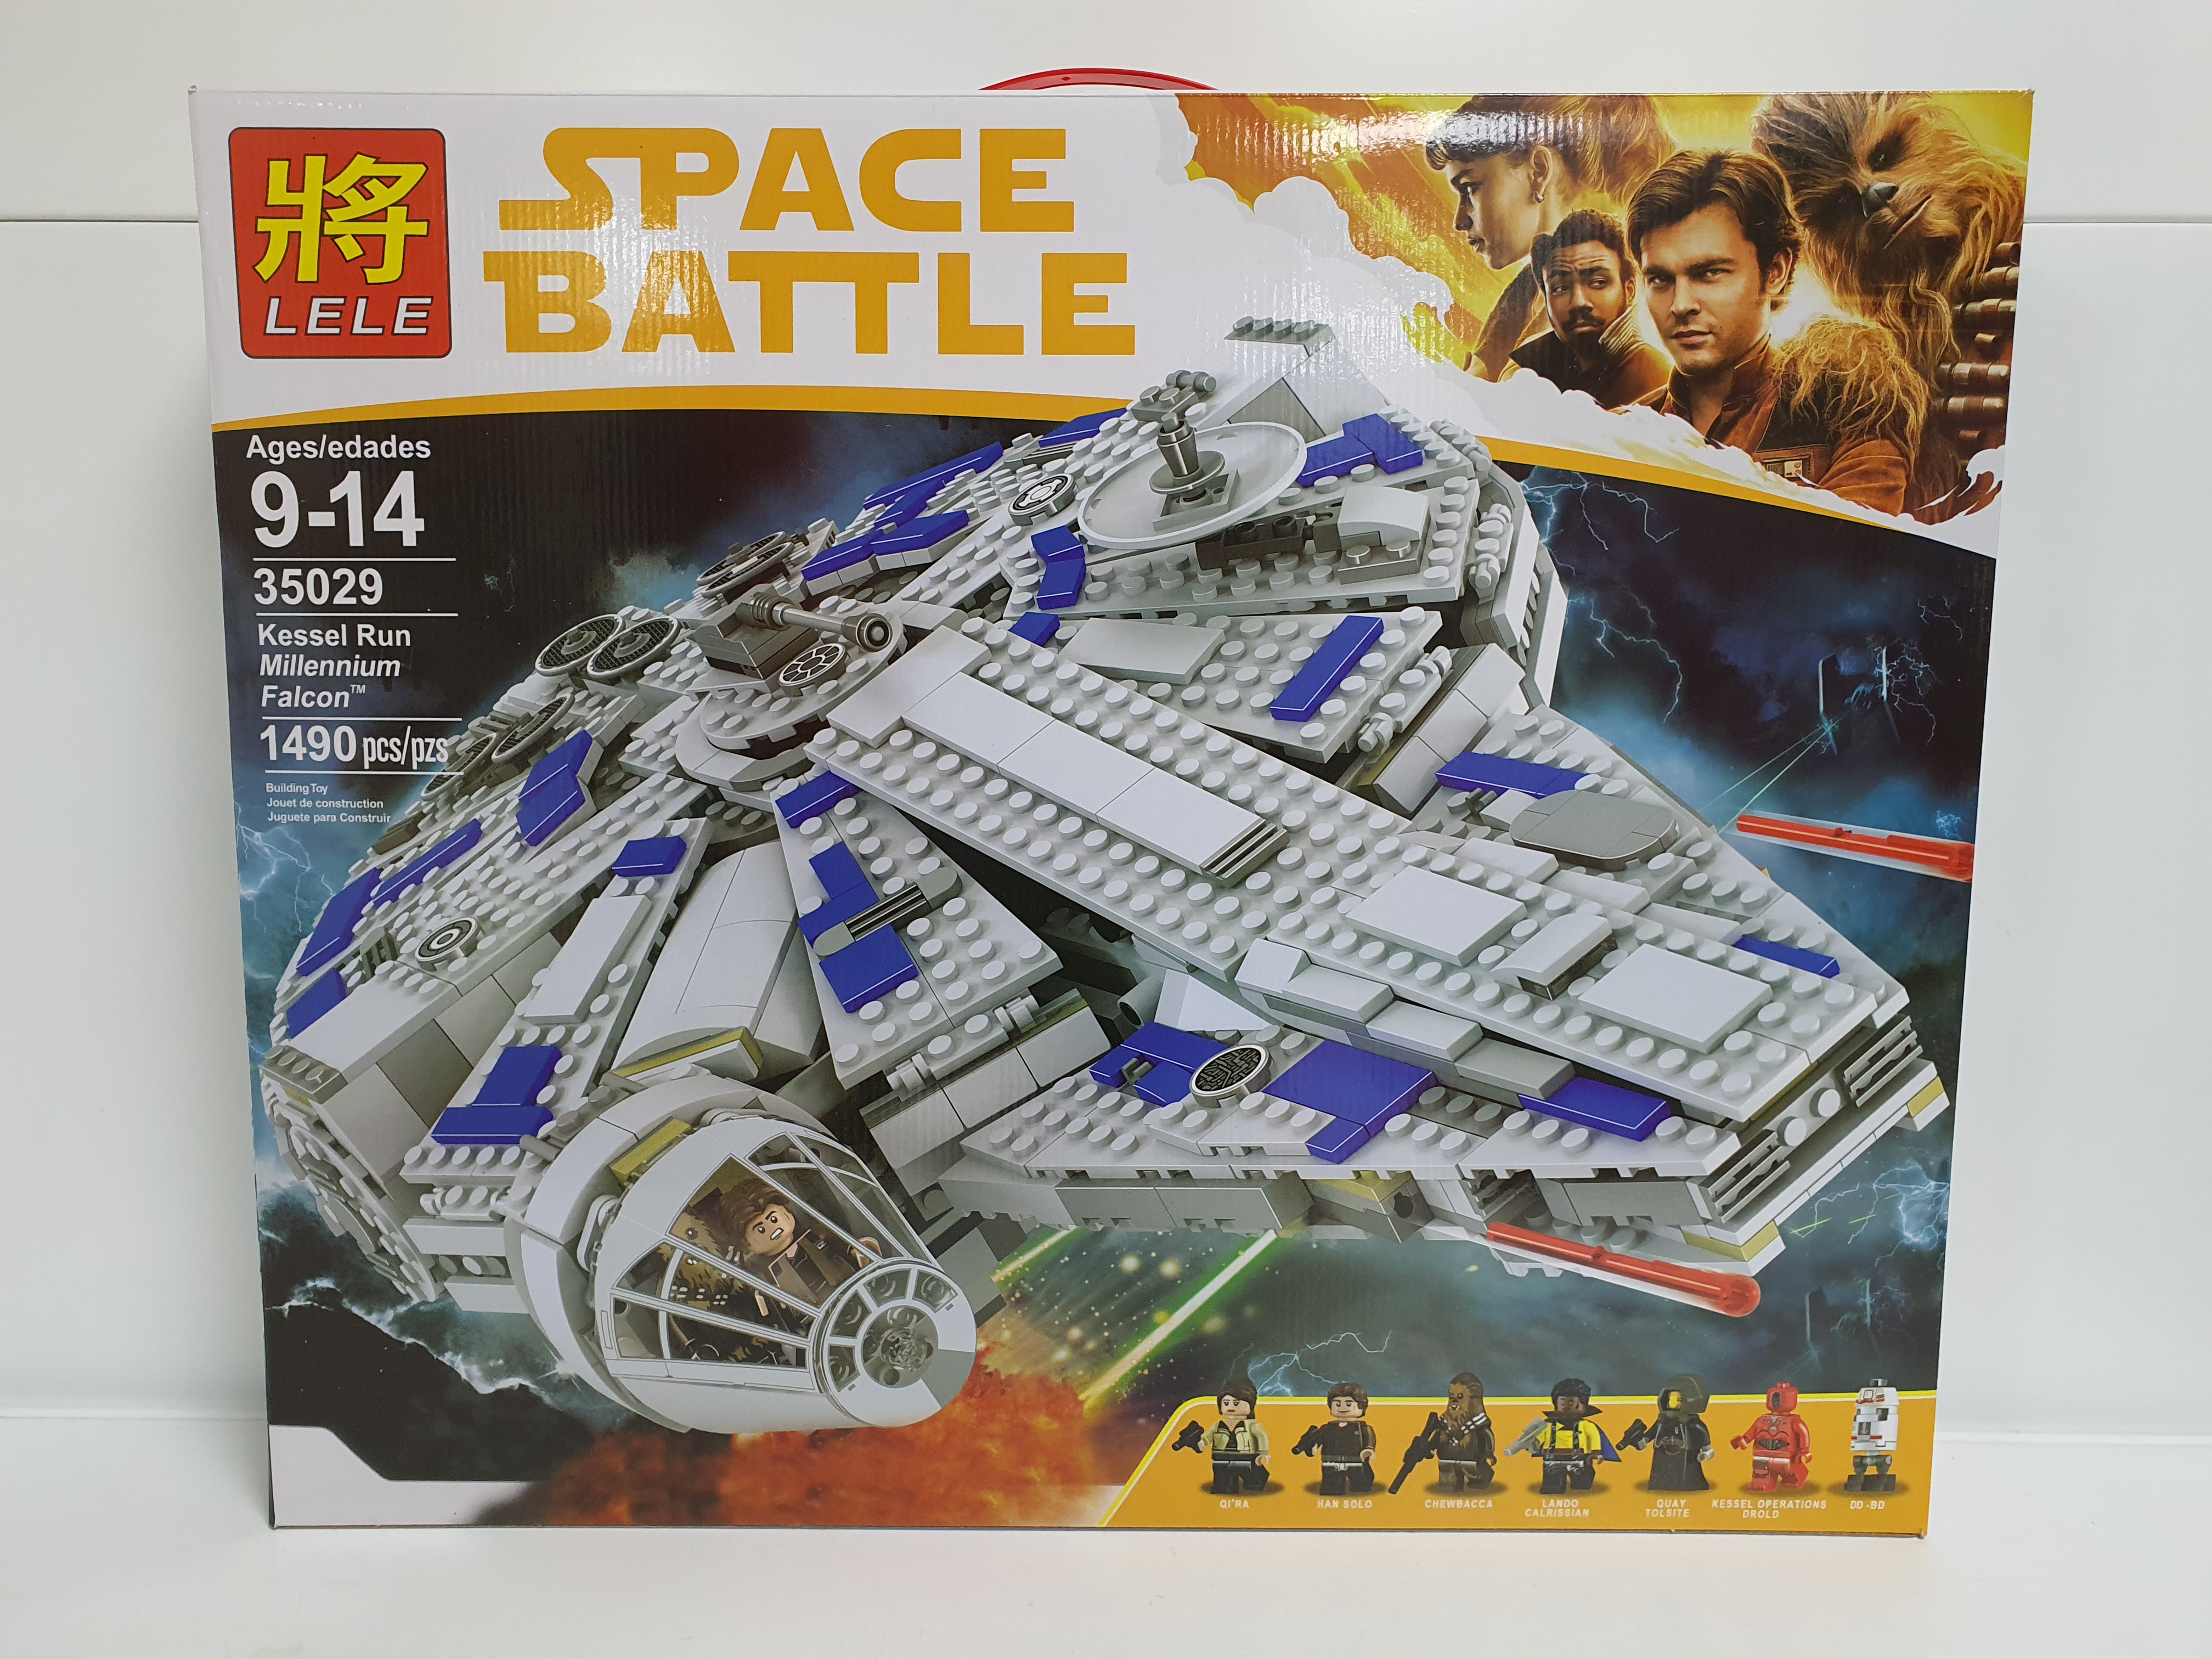 將
LELE
SPACE
BATTLE
Ages/edades
9-14
35029
Kessel Run
Millennium
Falcon™
1490 pcs/pzs
Building Toy
Jouet de construction
Juguete para Construir
QI'RA
HAN SOLO
CHEWBACCA
LANDO
CALRISSIAN
QUAY
TOLSITE
KESSEL OPERATIONS
DROLD
DD-BD